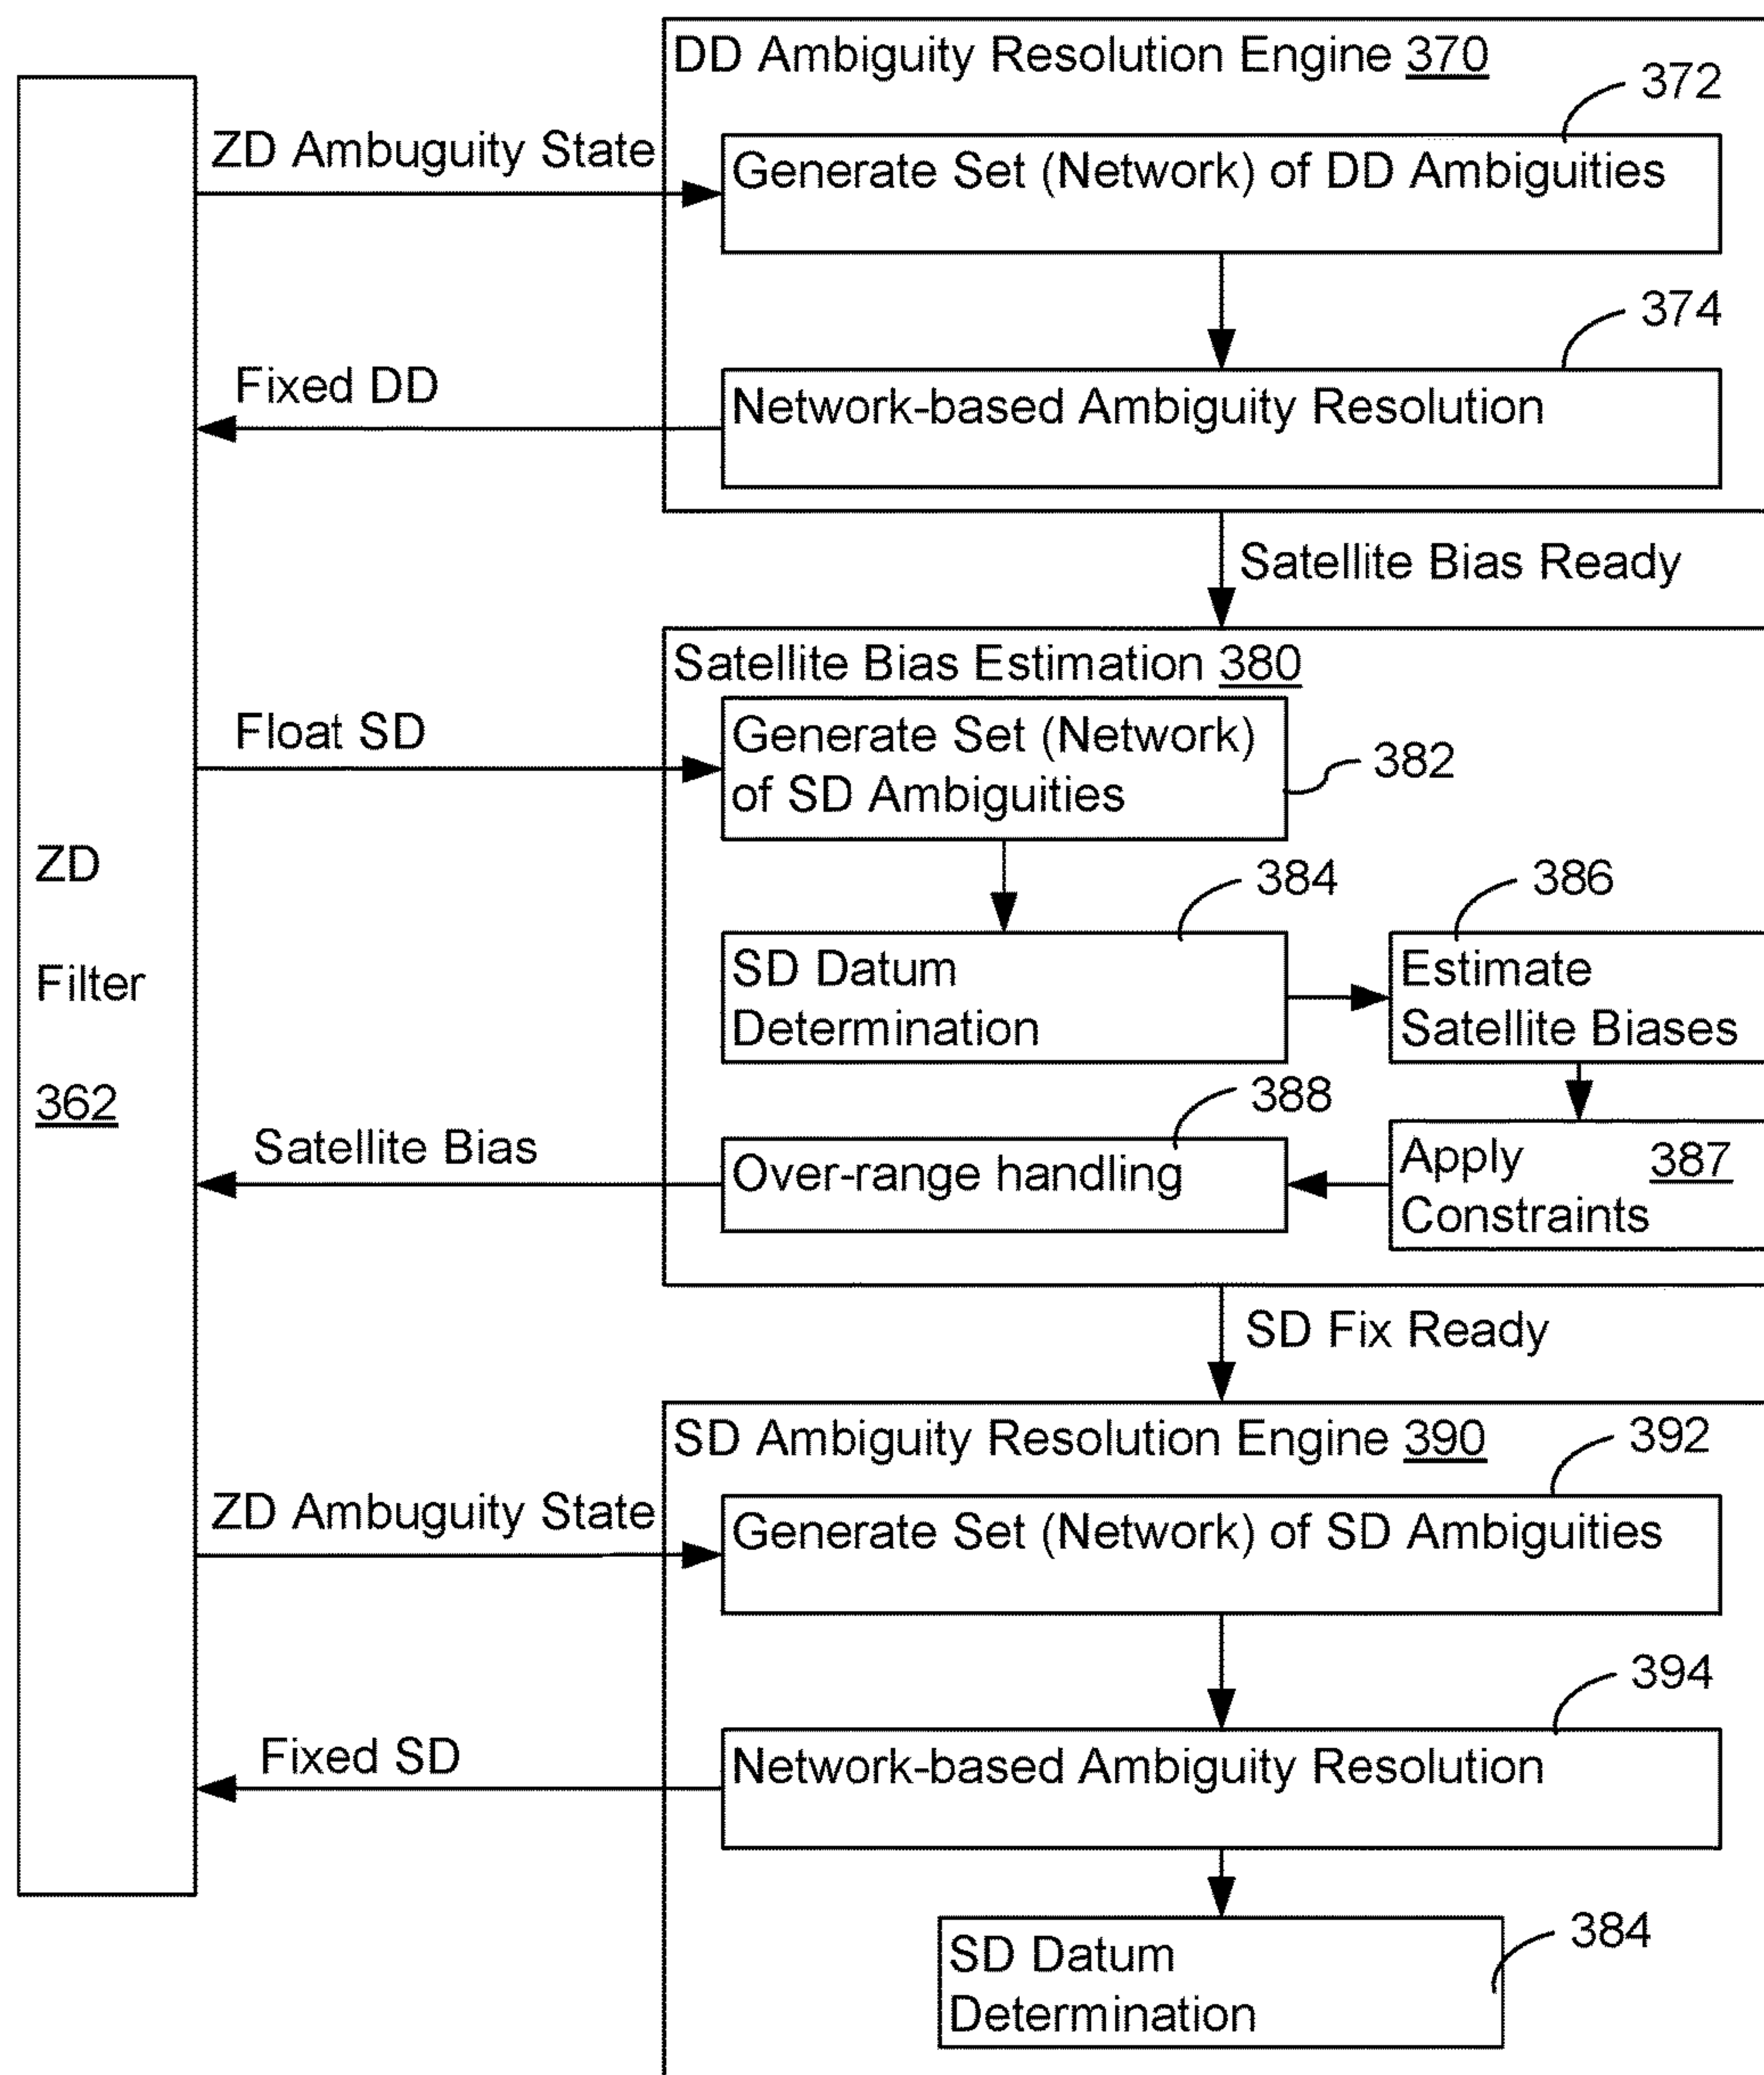 DD Ambiguity Resolution Engine 370
372
ZD Ambuguity State
Generate Set (Network) of DD Ambiguities
374
Fixed DD
Network-based Ambiguity Resolution
Satellite Bias Ready
Satellite Bias Estimation 380
Float SD
Generate Set (Network)
of SD Ambiguities
382
ZD
Filter
362
384
386
SD Datum
Determination
Estimate
Satellite Biases
388
Satellite Bias
Over-range handling
Apply 387
Constraints
SD Fix Ready
SD Ambiguity Resolution Engine 390
392
ZD Ambuguity State
Generate Set (Network) of SD Ambiguities
394
Fixed SD
Network-based Ambiguity Resolution
384
SD Datum
Determination